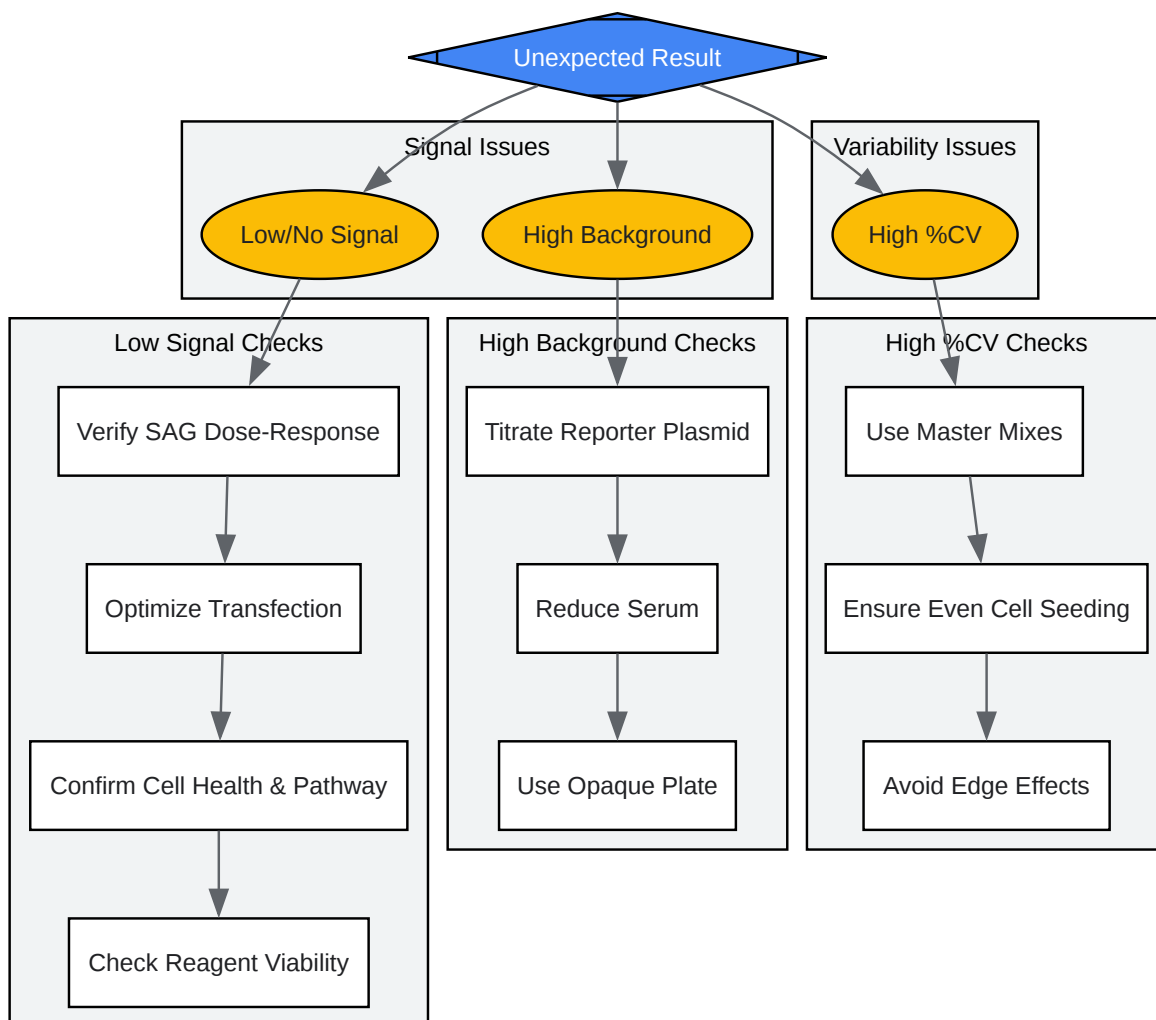 Unexpected Result
Signal Issues
Variability Issues
Low/No Signal
High Background
High %CV
Low Signal Checks
High Background Checks
High %CV Checks
Verify SAG Dose-Response
Titrate Reporter Plasmid
Use Master Mixes
Optimize Transfection
Reduce Serum
Ensure Even Cell Seeding
Confirm Cell Health & Pathway
Use Opaque Plate
Avoid Edge Effects
Check Reagent Viability